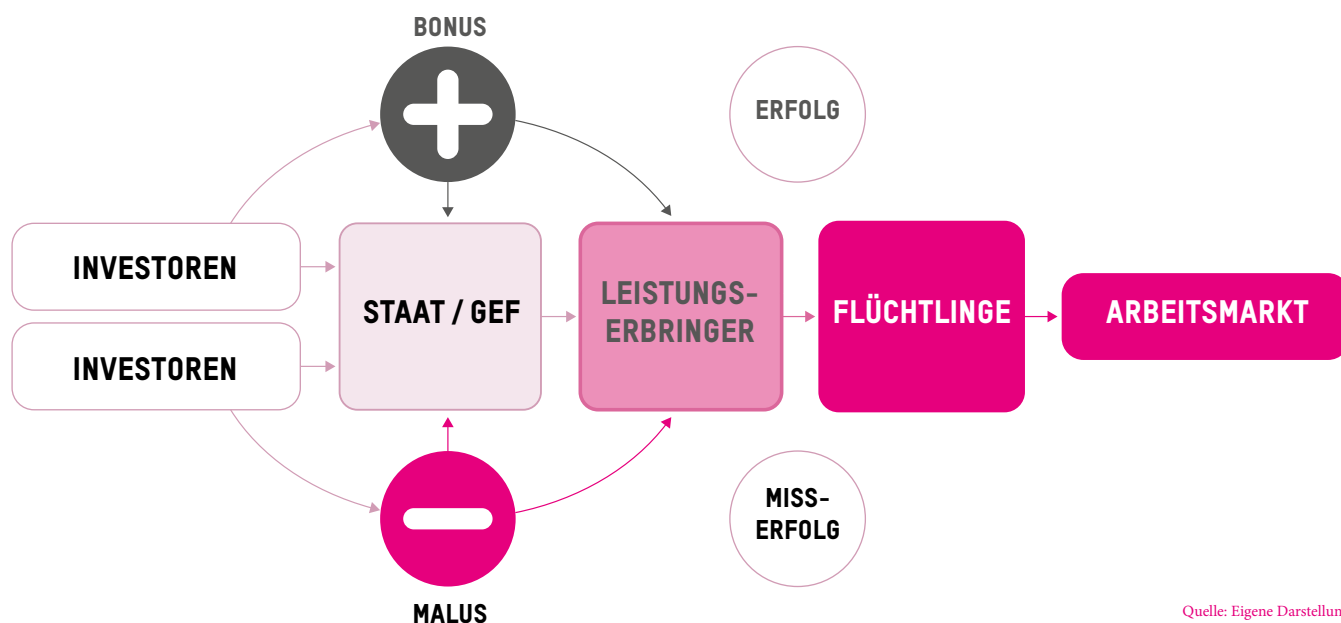 BONUS
ERFOLG
INVESTOREN
INVESTOREN
STAAT / GEF
LEISTUNGS-
ERBRINGER
FLÜCHTLINGE
ARBEITSMARKT
MISS-
ERFOLG
MALUS
Quelle: Eigene Darstellun